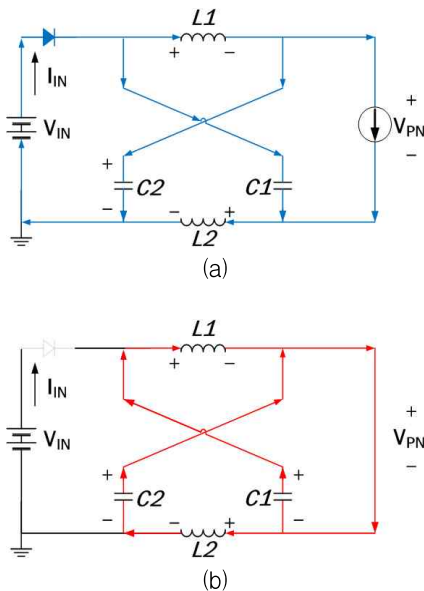 L1
+ −
I_IN
V_IN
+
V_PN
−
+
C2
−
C1
− +
L2
(a)
L1
+ −
I_IN
V_IN
+
V_PN
−
+
C2
−
+
C1
−
− +
L2
(b)